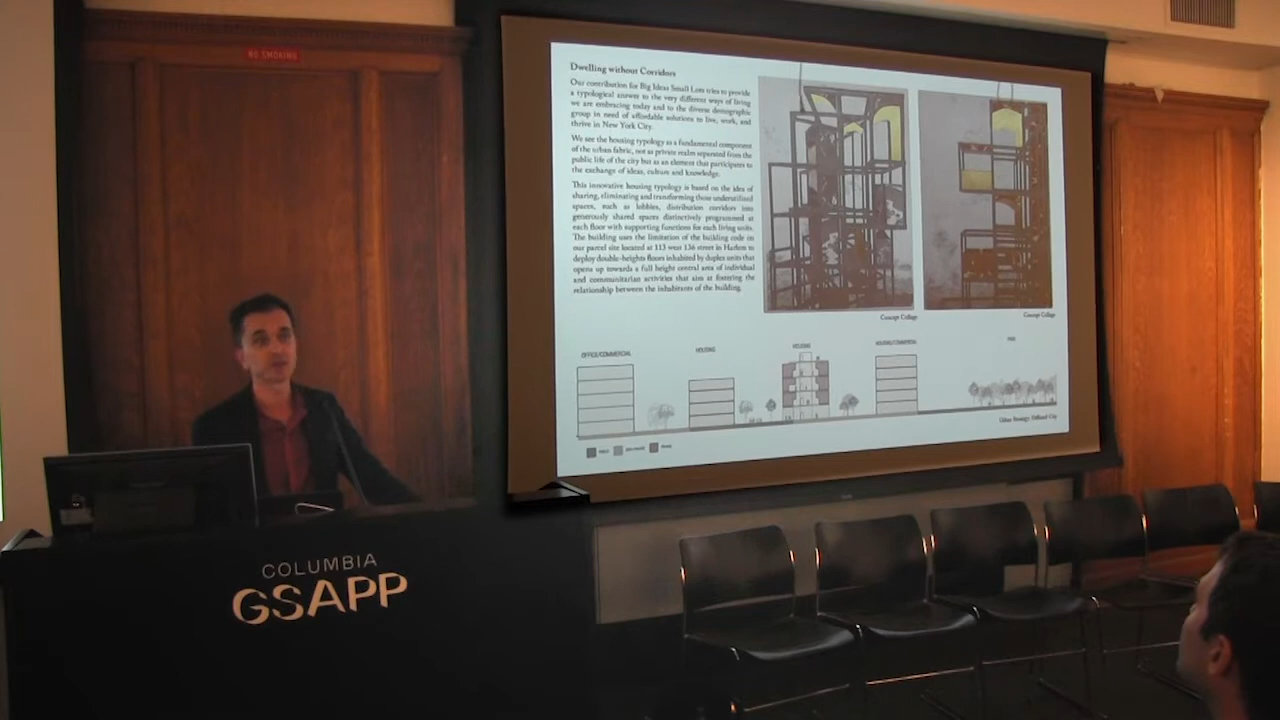 NO SMOKING
Dwelling without Corridors
Our contribution for Big Ideas Small Lots tries to provide
a typological answer to the very different ways of living
we are embracing today and to the diverse demographic
group in need of affordable solutions to live, work, and
thrive in New York City.
We see the housing typology as a fundamental component
of the urban fabric, not as private realm separated from the
public life of the city but as an element that participates to
the exchange of ideas, culture and knowledge.
This innovative housing typology is based on the idea of
sharing, eliminating and transforming those underutilized
spaces, such as lobbies, distribution corridors into
generously shared spaces distinctively programmed at
each floor with supporting functions for each living units.
The building uses the limitation of the building code on
our parcel site located at 113 west 136 street in Harlem to
deploy double-heights floors inhabited by duplex units that
opens up towards a full height central area of individual
and communitarian activities that aim at fostering the
relationship between the inhabitants of the building.
Concept Collage
Concept Collage
OFFICE/COMMERCIAL
HOUSING
HOUSING
HOUSING/COMMERCIAL
COLUMBIA
GSAPP